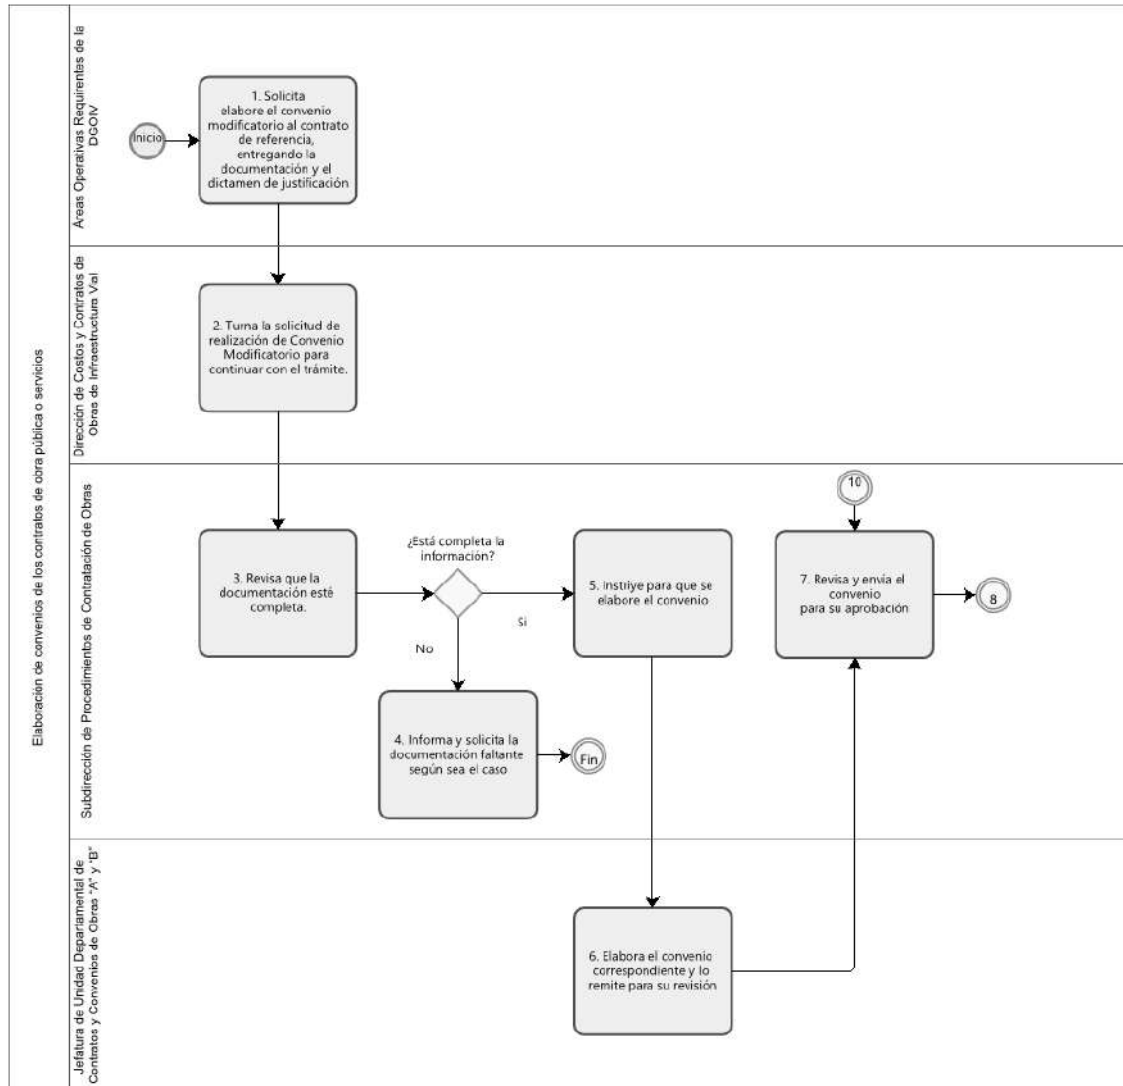 Elaboración de convenios de los contratos de obra pública o servicios
Areas Operativas Requirentes de la
DGOIV
Inicio
1. Solicita
elabore el convenio
modificatorio al contrato
de referencia,
entregando la
documentación y el
dictamen de justificación
Dirección de Costos y Contratos de
Obras de Infraestructura Vial
2. Turna la solicitud de
realización de Convenio
Modificatorio para
continuar con el trámite.
Subdirección de Procedimientos de Contratación de Obras
3. Revisa que la
documentación esté
completa.
¿Está completa la
información?
Si
No
4. Informa y solicita la
documentación faltante
según sea el caso
Fin
5. Instriye para que se
elabore el convenio
10
7. Revisa y envía el
convenio
para su aprobación
8
Jefatura de Unidad Departamental de
Contratos y Convenios de Obras "A" y "B"
6. Elabora el convenio
correspondiente y lo
remite para su revisión